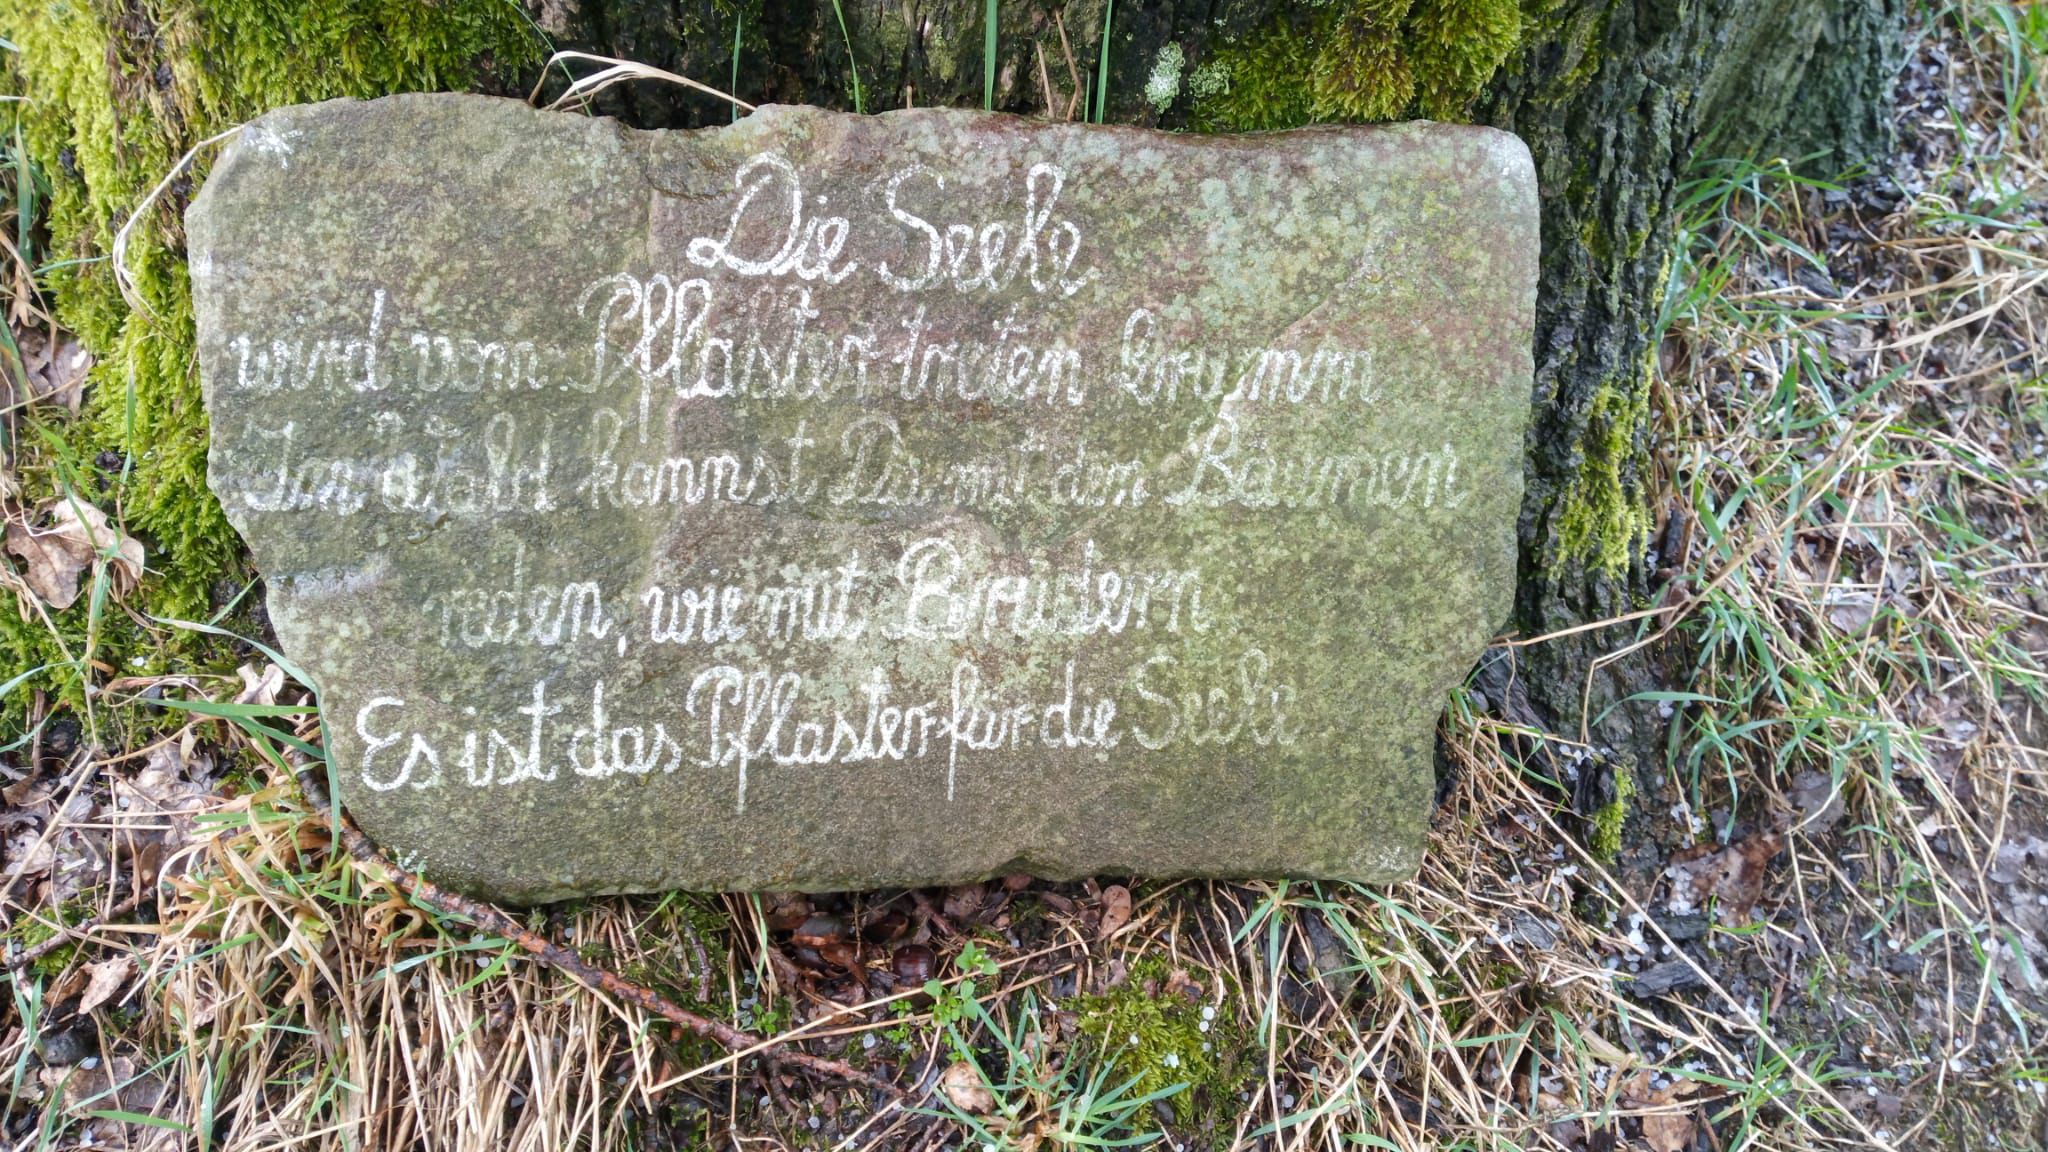 Die Seele
wird vom Pflastertreten krumm
Im Wald kannst Du mit den Bäumen
reden, wie mit Brüdern
Es ist das Pflaster für die Seele